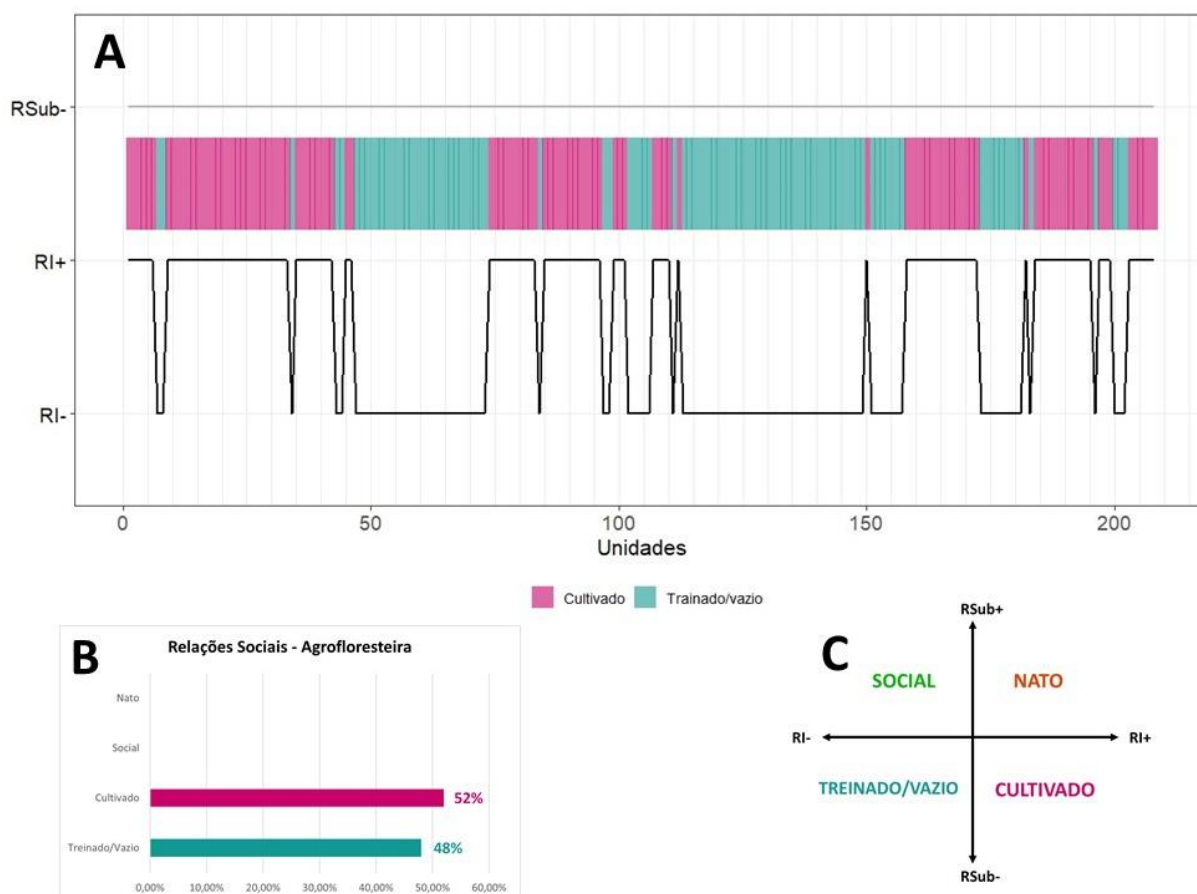 A
RSub-
RI+
RI-
0 50 100 150 200
Unidades
Cultivado Trainado/vazio
B
Relações Sociais - Agrofloresteira
Nato
Social
Cultivado 52%
Treinado/Vazio 48%
0,00% 10,00% 20,00% 30,00% 40,00% 50,00% 60,00%
C
RSub+
SOCIAL NATO
RI- RI+
TREINADO/VAZIO CULTIVADO
RSub-